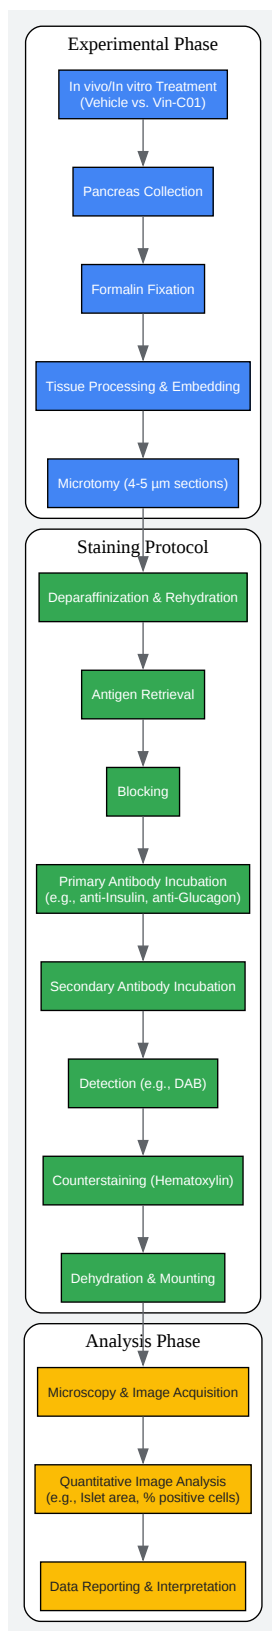 Experimental Phase
In vivo/In vitro Treatment
(Vehicle vs. Vin-C01)
Pancreas Collection
Formalin Fixation
Tissue Processing & Embedding
Microtomy (4-5 µm sections)
Staining Protocol
Deparaffinization & Rehydration
Antigen Retrieval
Blocking
Primary Antibody Incubation
(e.g., anti-Insulin, anti-Glucagon)
Secondary Antibody Incubation
Detection (e.g., DAB)
Counterstaining (Hematoxylin)
Dehydration & Mounting
Analysis Phase
Microscopy & Image Acquisition
Quantitative Image Analysis
(e.g., Islet area, % positive cells)
Data Reporting & Interpretation